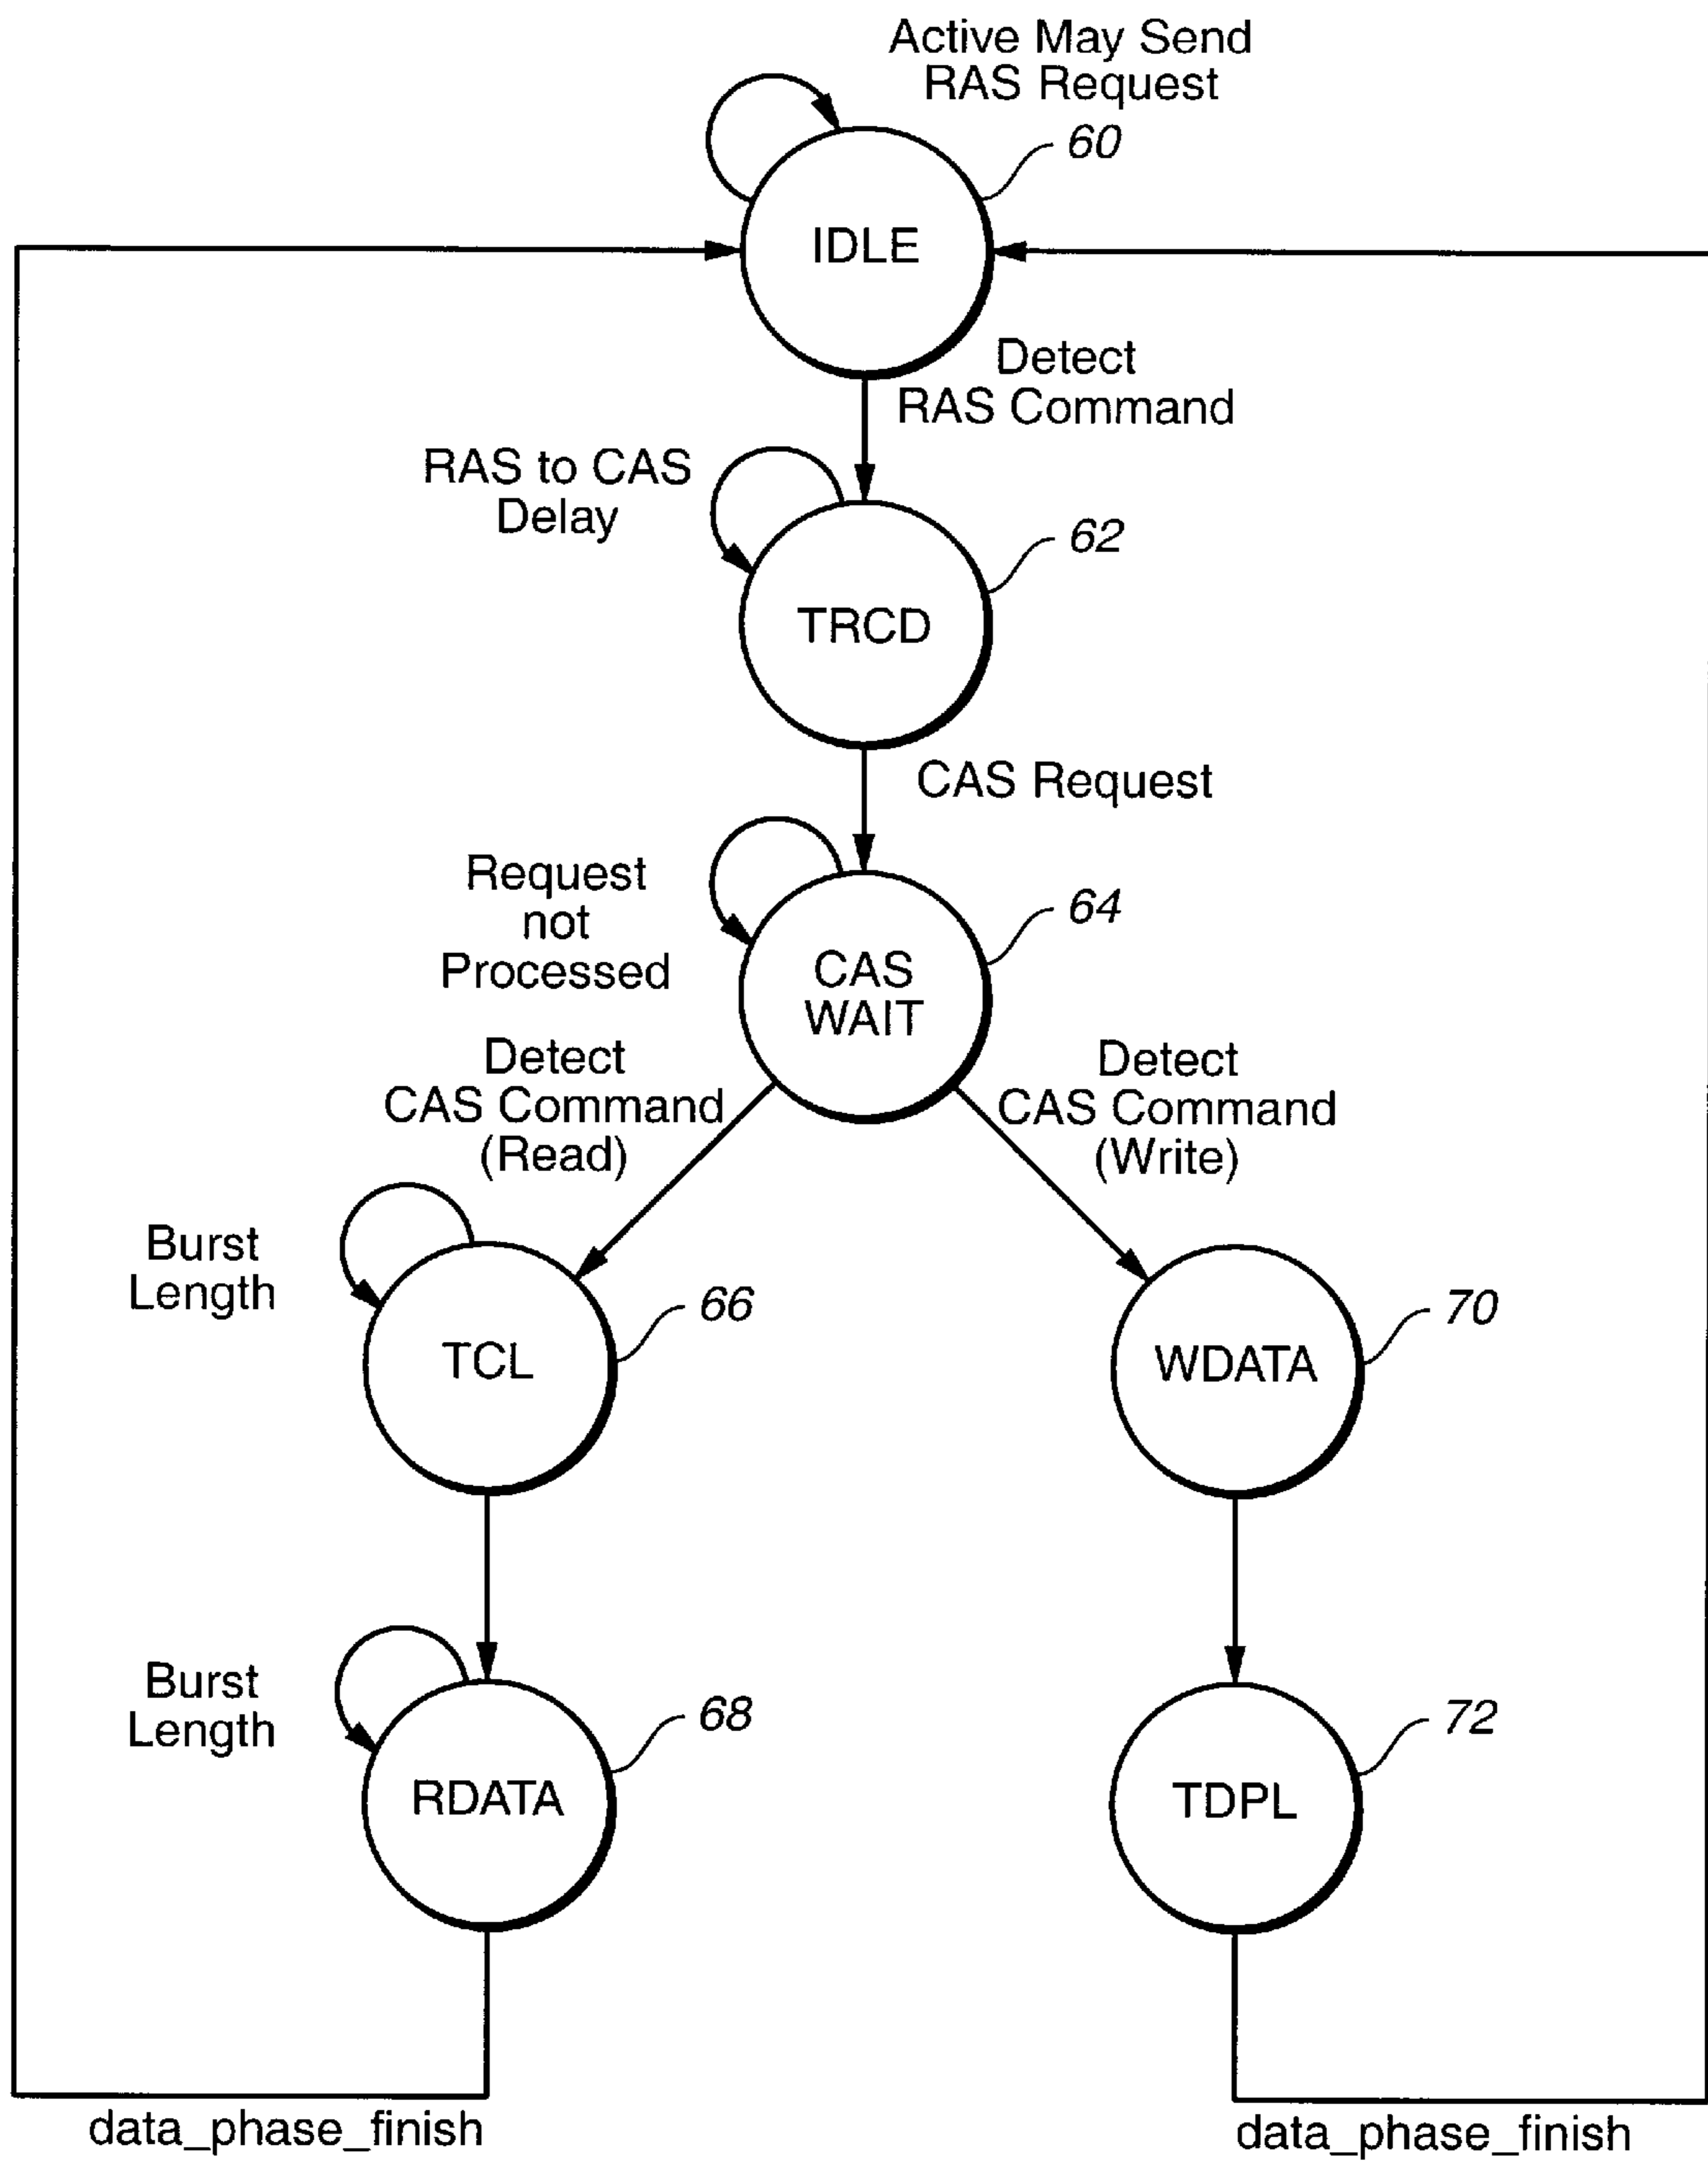 Active May Send
RAS Request
60
IDLE
Detect
RAS Command
RAS to CAS
Delay
62
TRCD
CAS Request
Request
not
Processed
64
CAS
WAIT
Detect
CAS Command
(Read)
Detect
CAS Command
(Write)
Burst
Length
66
TCL
70
WDATA
Burst
Length
68
RDATA
72
TDPL
data_phase_finish
data_phase_finish